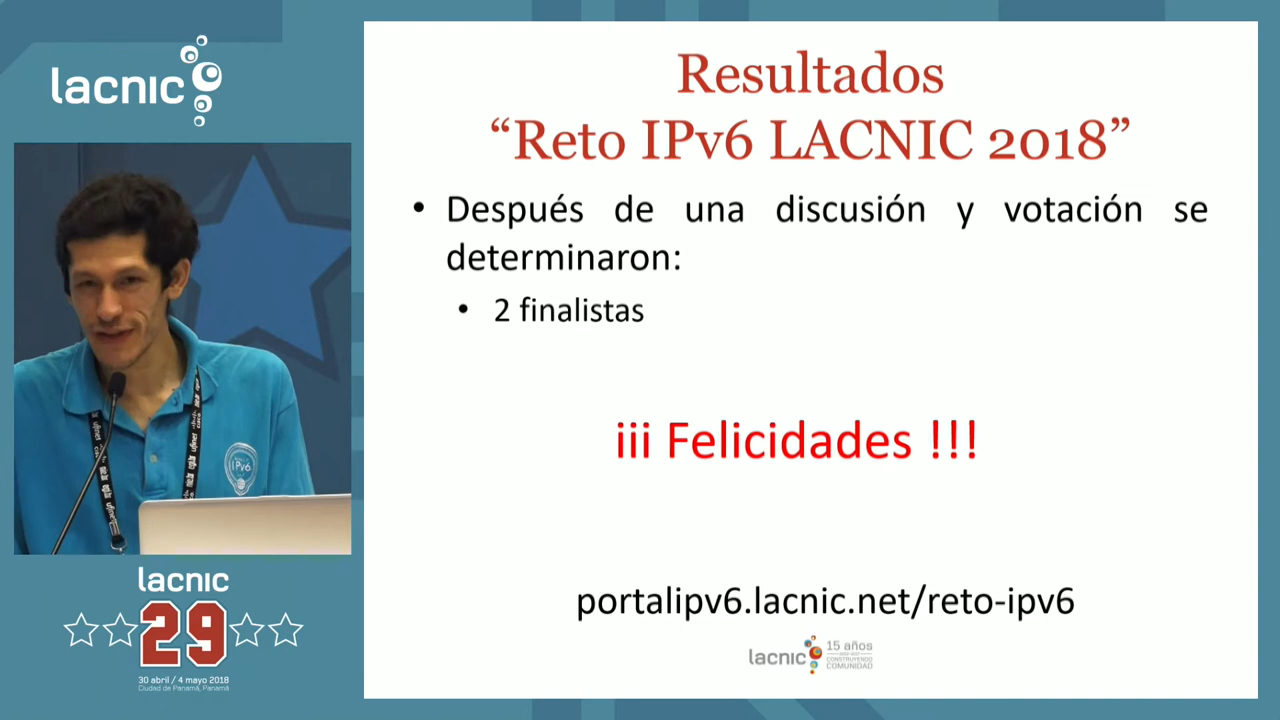 lacnic
Resultados
“Reto IPv6 LACNIC 2018”
• Después de una discusión y votación se
determinaron:
• 2 finalistas
¡¡¡ Felicidades !!!
portalipv6.lacnic.net/reto-ipv6
lacnic 15 años
CONSTRUYENDO
COMUNIDAD
IPv6
lacnic
29
30 abril / 4 mayo 2018
Ciudad de Panamá, Panamá